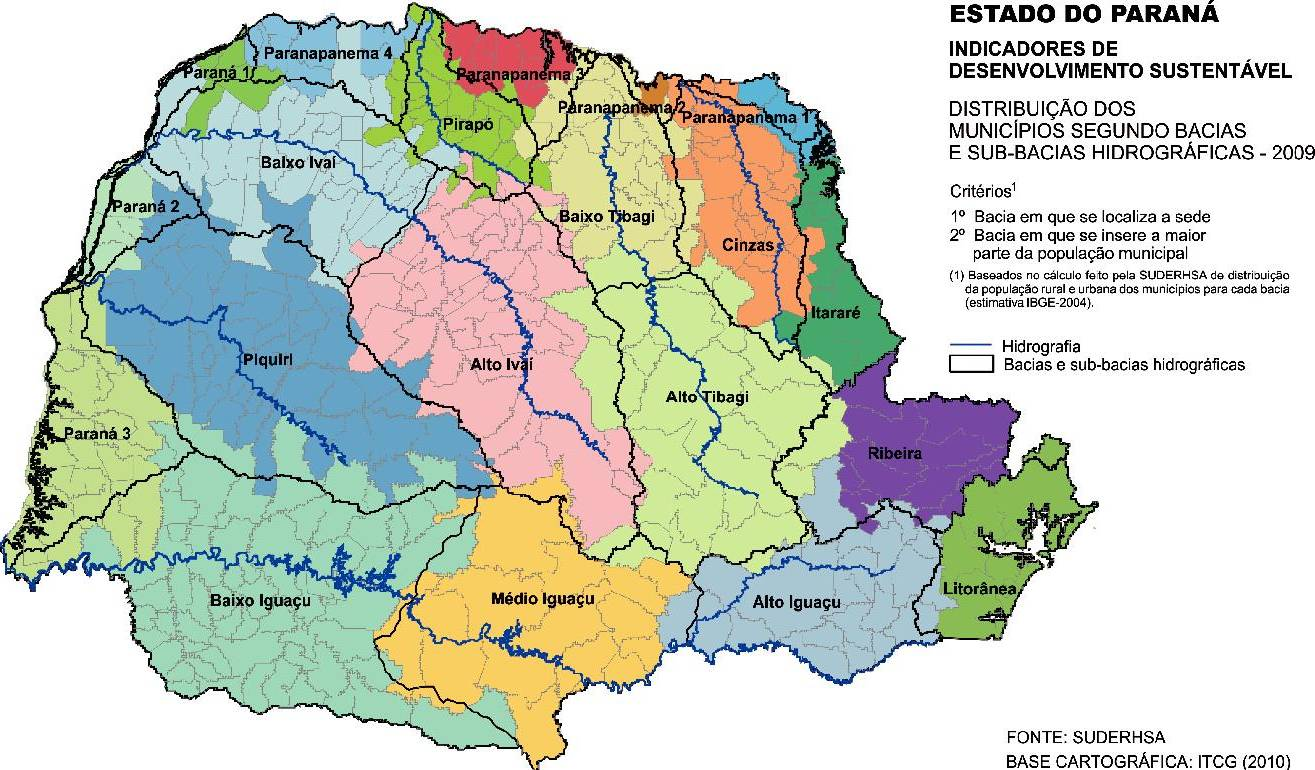 ESTADO DO PARANÁ
INDICADORES DE
DESENVOLVIMENTO SUSTENTÁVEL
DISTRIBUIÇÃO DOS
MUNICÍPIOS SEGUNDO BACIAS
E SUB-BACIAS HIDROGRÁFICAS - 2009
Critérios¹
1º Bacia em que se localiza a sede
2º Bacia em que se insere a maior
parte da população municipal
(1) Baseados no cálculo feito pela SUDERHSA de distribuição
da população rural e urbana dos municípios para cada bacia
(estimativa IBGE-2004).
Hidrografia
Bacias e sub-bacias hidrográficas
Paranapanema 4
Paraná 1
Paranapanema 3
Paranapanema 2
Paranapanema 1
Pirapó
Baixo Ivaí
Paraná 2
Baixo Tibagi
Cinzas
Itararé
Piquiri
Alto Ivaí
Alto Tibagi
Paraná 3
Ribeira
Baixo Iguaçu
Médio Iguaçu
Alto Iguaçu
Litorânea
FONTE: SUDERHSA
BASE CARTOGRÁFICA: ITCG (2010)